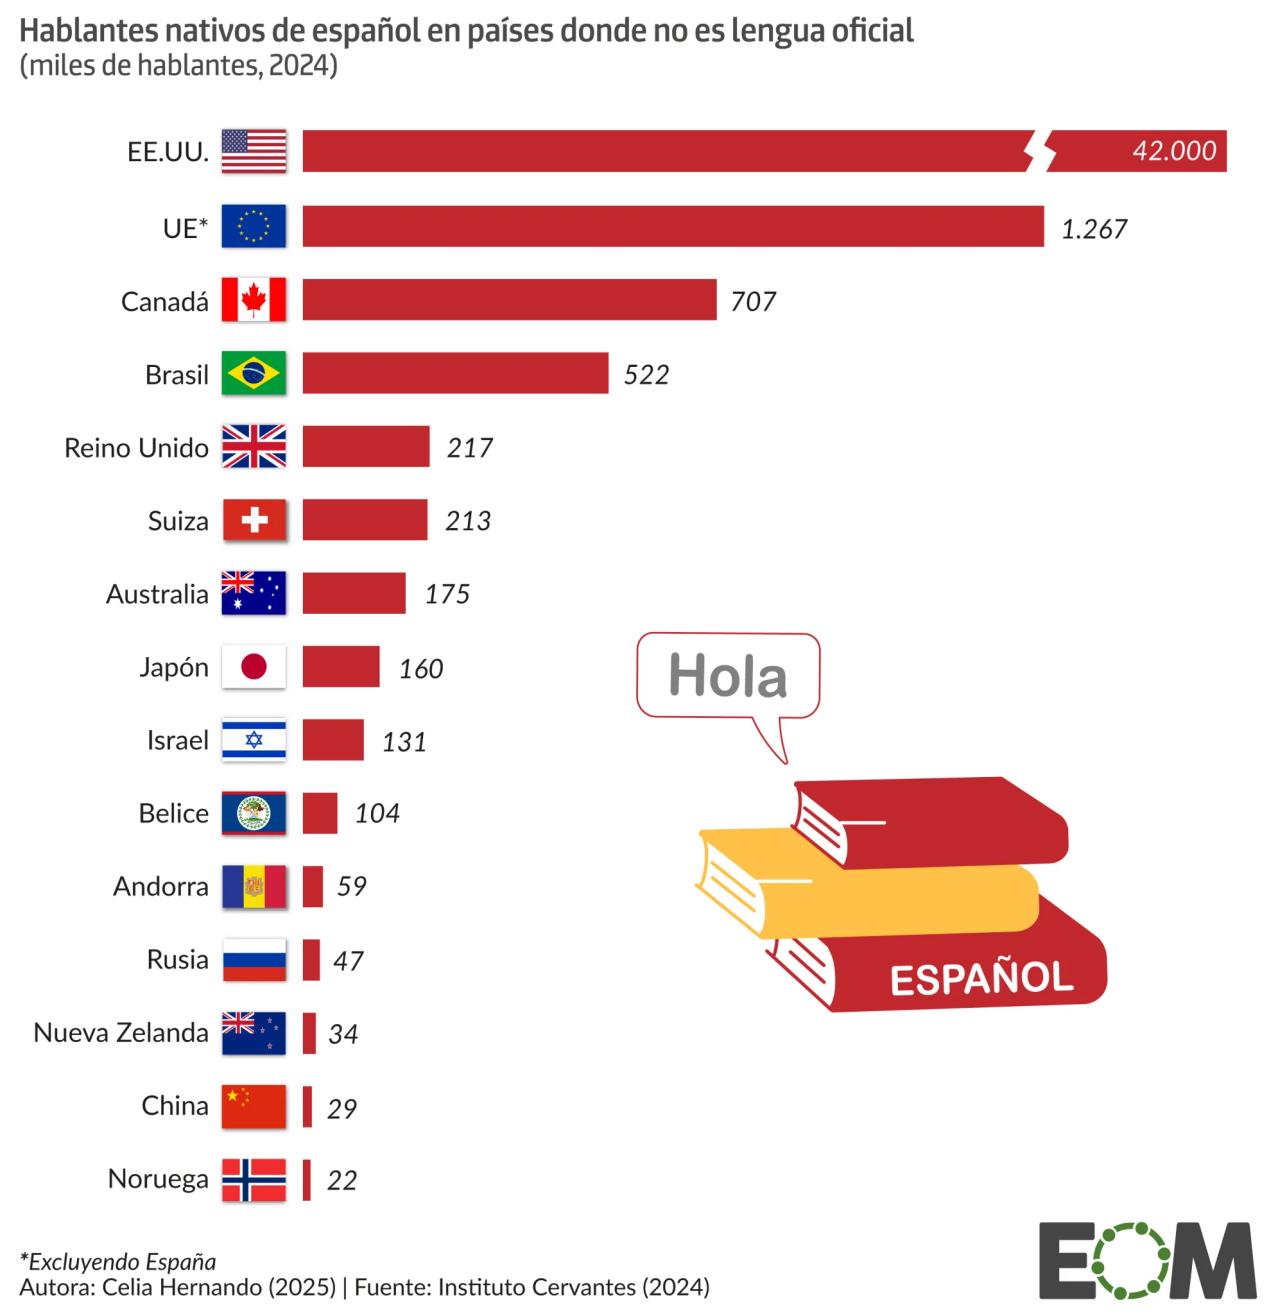 Hablantes nativos de español en países donde no es lengua oficial
(miles de hablantes, 2024)
EE.UU. 42.000
UE* 1.267
Canadá 707
Brasil 522
Reino Unido 217
Suiza 213
Australia 175
Japón 160
Israel 131
Belice 104
Andorra 59
Rusia 47
Nueva Zelanda 34
China 29
Noruega 22
Hola
ESPAÑOL
*Excluyendo España
Autora: Celia Hernando (2025) | Fuente: Instituto Cervantes (2024)
EOM